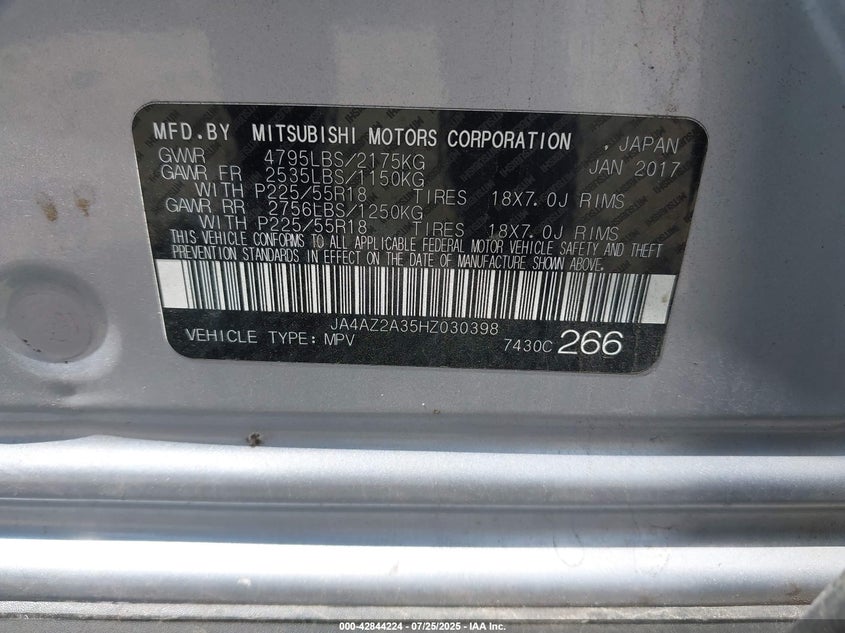 MFD.BY MITSUBISHI MOTORS CORPORATION , JAPAN
GVWR 4795LBS/2175KG JAN 2017
GAWR FR 2535LBS/1150KG
WITH P225/55R18 TIRES 18X7.0J RIMS
GAWR RR 2756LBS/1250KG
WITH P225/55R18 TIRES 18X7.0J RIMS
THIS VEHICLE CONFORMS TO ALL APPLICABLE FEDERAL MOTOR VEHICLE SAFETY AND THEFT
PREVENTION STANDARDS IN EFFECT ON THE DATE OF MANUFACTURE SHOWN ABOVE.
JA4AZ2A35HZ030398
VEHICLE TYPE: MPV 7430C 266
000-42844224 | 07/25/2025 - IAA Inc.